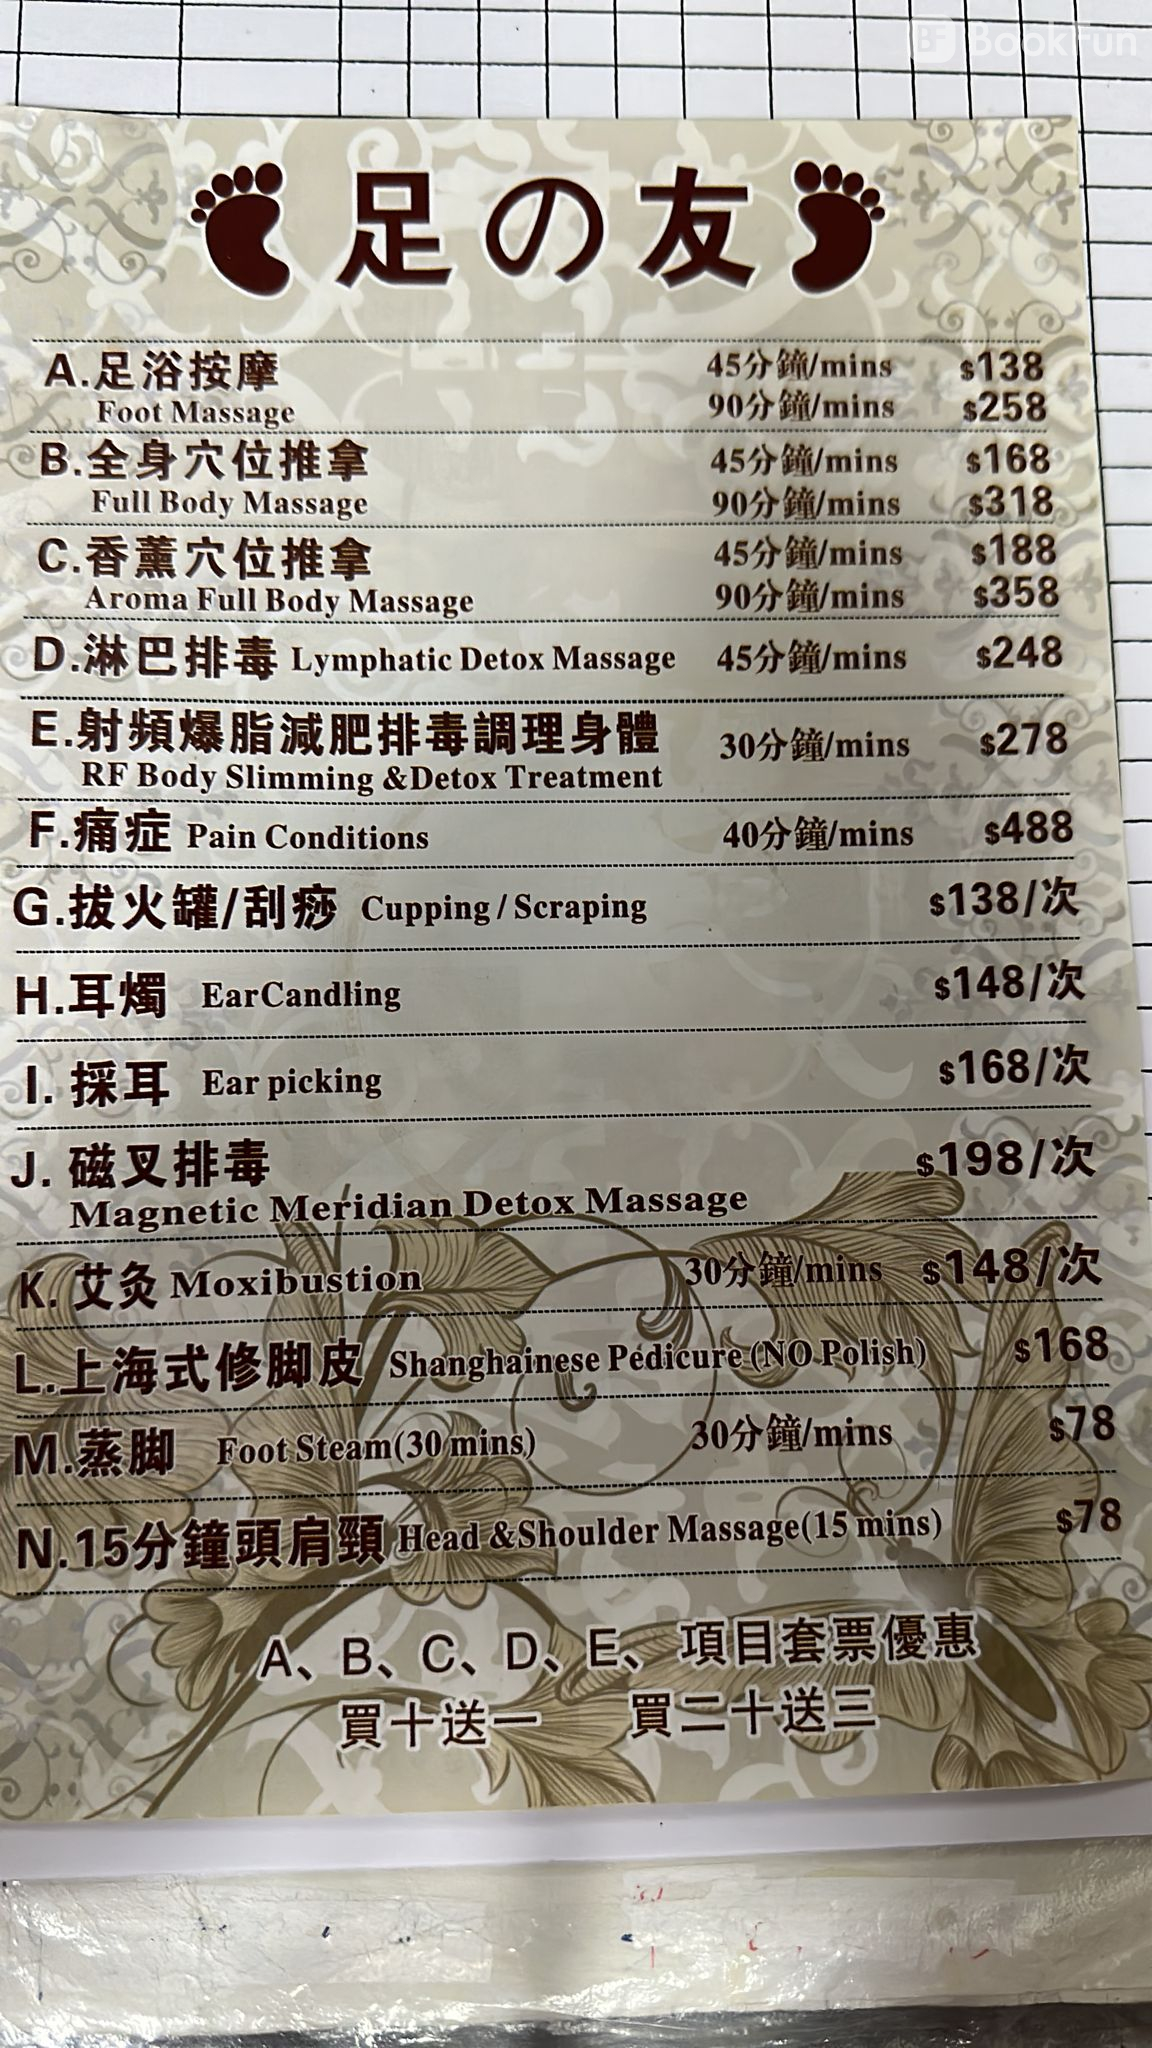 BF BookFun
足の友
A.足浴按摩 45分鐘/mins $138
Foot Massage 90分鐘/mins $258
B.全身穴位推拿 45分鐘/mins $168
Full Body Massage 90分鐘/mins $318
C.香薰穴位推拿 45分鐘/mins $188
Aroma Full Body Massage 90分鐘/mins $358
D.淋巴排毒 Lymphatic Detox Massage 45分鐘/mins $248
E.射頻爆脂減肥排毒調理身體 30分鐘/mins $278
RF Body Slimming &Detox Treatment
F.痛症 Pain Conditions 40分鐘/mins $488
G.拔火罐/刮痧 Cupping / Scraping $138/次
H.耳燭 EarCandling $148/次
I. 採耳 Ear picking $168/次
J. 磁叉排毒 $198/次
Magnetic Meridian Detox Massage
K. 艾灸 Moxibustion 30分鐘/mins $148/次
L.上海式修脚皮 Shanghainese Pedicure (NO Polish) $168
M.蒸脚 Foot Steam(30 mins) 30分鐘/mins $78
N.15分鐘頭肩頸 Head &Shoulder Massage(15 mins) $78
A、B、C、D、E、項目套票優惠
買十送一 買二十送三